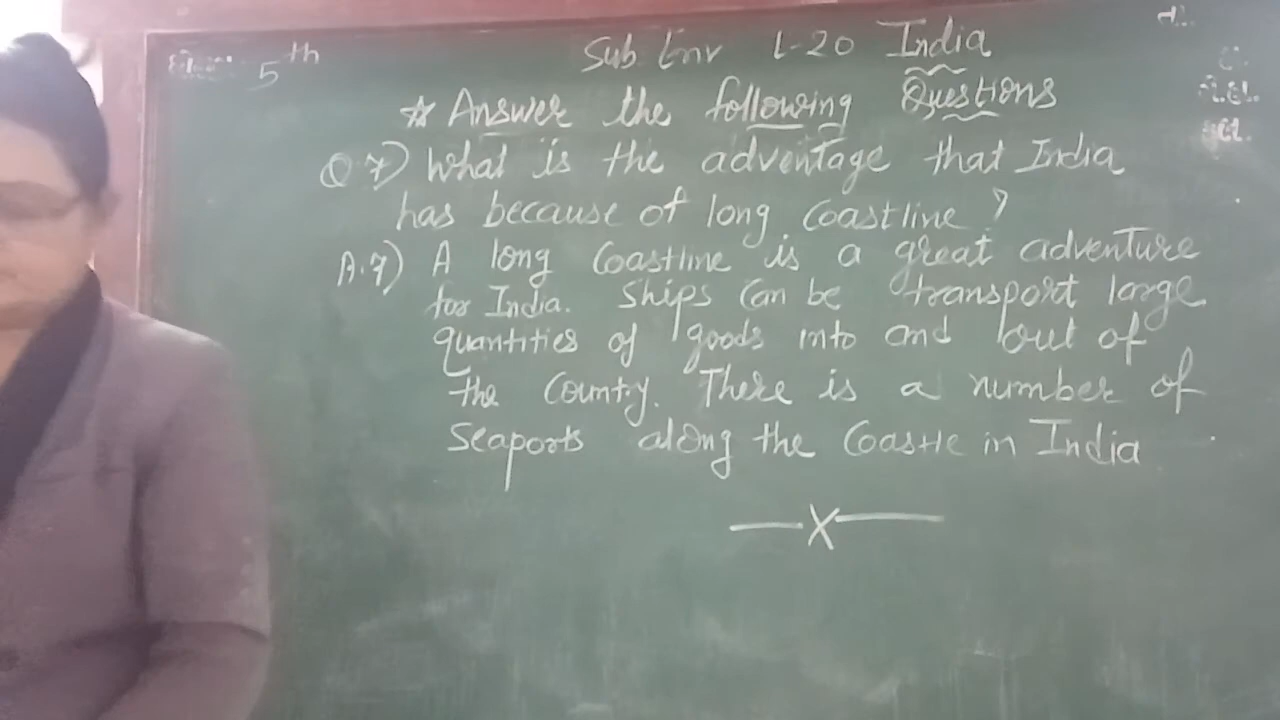 5th
Sub Env L-20 India
☆ Answer the following Questions
Q.7) What is the adventage that India
has because of long coastline?
A.7) A long Coastline is a great adventure
for India. Ships can be transport large
quantities of goods into and out of
the Country. There is a number of
Seaports along the Coastle in India
—X—